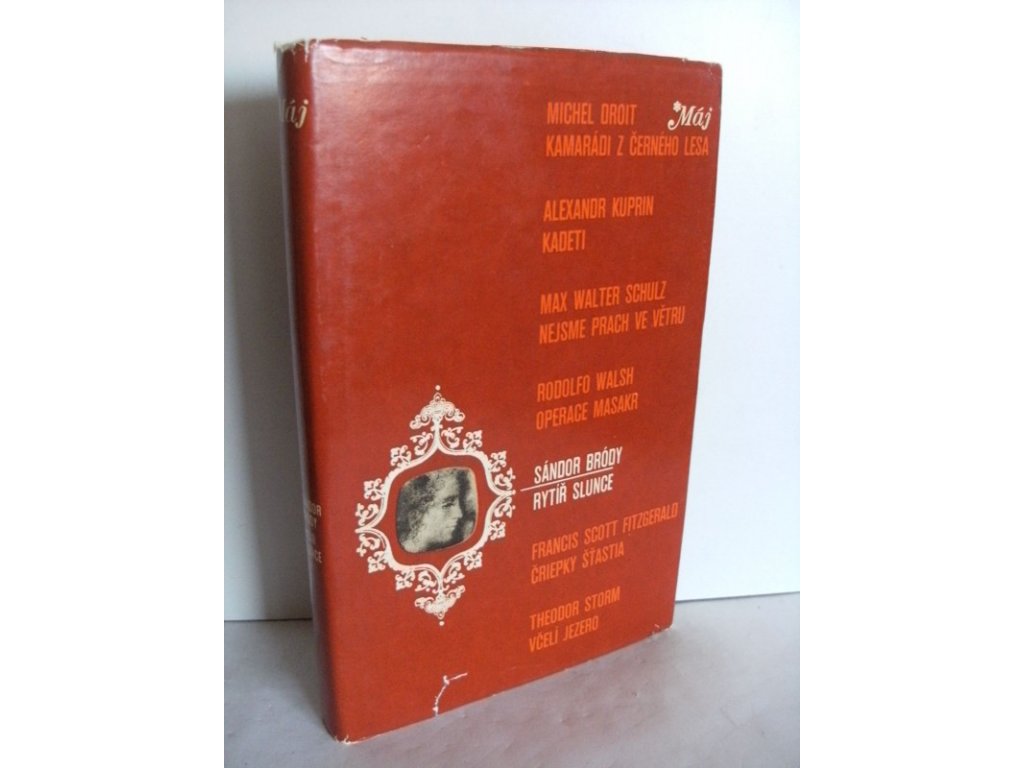 Máj
MICHEL DROIT
KAMARÁDI Z ČERNÉHO LESA
ALEXANDR KUPRIN
KADETI
MAX WALTER SCHULZ
NEJSME PRACH VE VĚTRU
RODOLFO WALSH
OPERACE MASAKR
SÁNDOR BRÓDY
RYTÍŘ SLUNCE
FRANCIS SCOTT FITZGERALD
ČRIEPKY ŠŤASTIA
THEODOR STORM
VČELÍ JEZERO